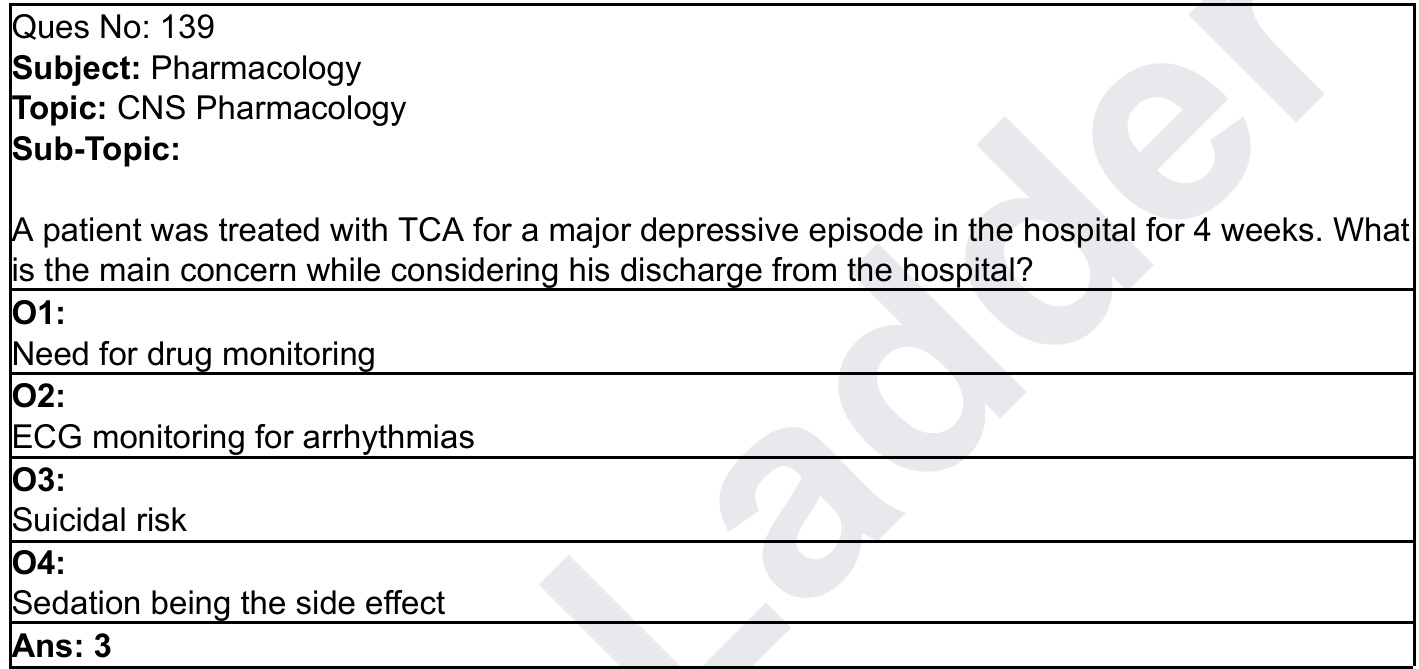 Ques No: 139
Subject: Pharmacology
Topic: CNS Pharmacology
Sub-Topic:
A patient was treated with TCA for a major depressive episode in the hospital for 4 weeks. What
is the main concern while considering his discharge from the hospital?
O1:
Need for drug monitoring
O2:
ECG monitoring for arrhythmias
O3:
Suicidal risk
O4:
Sedation being the side effect
Ans: 3
Ladder